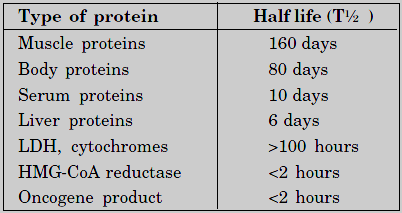 Type of protein Half life (T½ )
Muscle proteins 160 days
Body proteins 80 days
Serum proteins 10 days
Liver proteins 6 days
LDH, cytochromes >100 hours
HMG-CoA reductase <2 hours
Oncogene product <2 hours